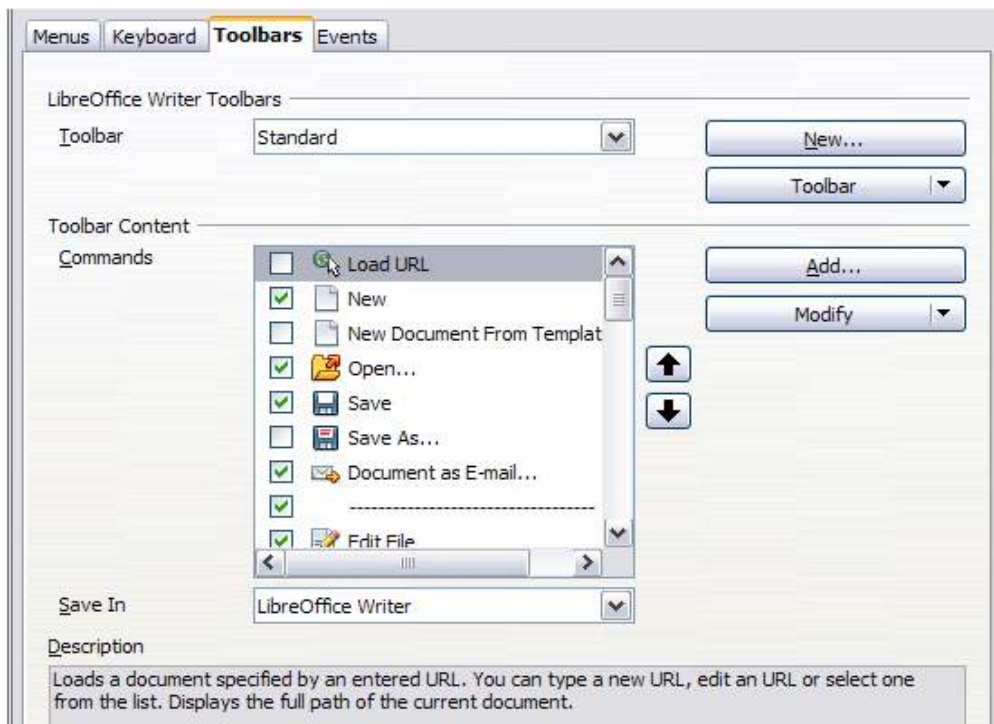 Menus Keyboard Toolbars Events
LibreOffice Writer Toolbars
Toolbar Standard New...
Toolbar
Toolbar Content
Commands Load URL Add...
New
Modify
New Document From Templat
Open...
Save
Save As...
Document as E-mail...
----------------------------------
Edit File
Save In LibreOffice Writer
Description
Loads a document specified by an entered URL. You can type a new URL, edit an URL or select one
from the list. Displays the full path of the current document.